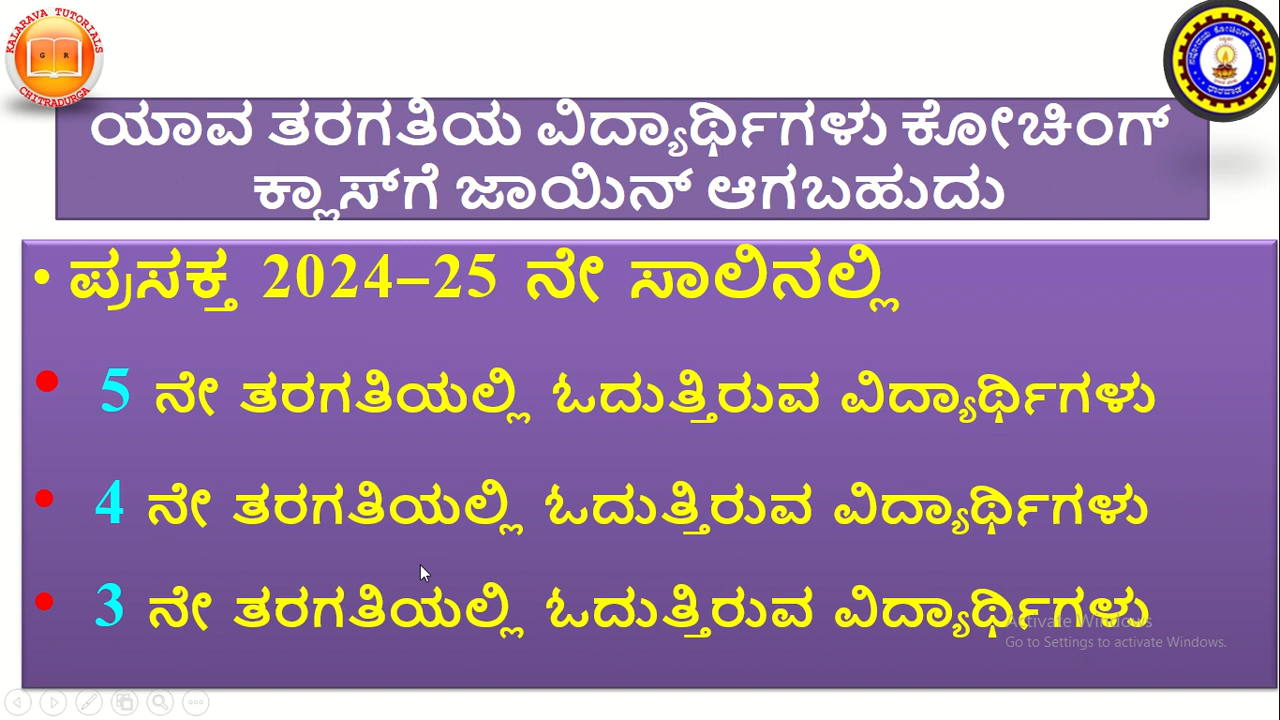 KALARAVA TUTORIALS
G R
CHITRADURGA
ಯಾವ ತರಗತಿಯ ವಿದ್ಯಾರ್ಥಿಗಳು ಕೋಚಿಂಗ್
ಕ್ಲಾಸ್‌ಗೆ ಜಾಯಿನ್ ಆಗಬಹುದು
• ಪ್ರಸಕ್ತ 2024–25 ನೇ ಸಾಲಿನಲ್ಲಿ
• 5 ನೇ ತರಗತಿಯಲ್ಲಿ ಓದುತ್ತಿರುವ ವಿದ್ಯಾರ್ಥಿಗಳು
• 4 ನೇ ತರಗತಿಯಲ್ಲಿ ಓದುತ್ತಿರುವ ವಿದ್ಯಾರ್ಥಿಗಳು
• 3 ನೇ ತರಗತಿಯಲ್ಲಿ ಓದುತ್ತಿರುವ ವಿದ್ಯಾರ್ಥಿಗಳು
Activate Windows
Go to Settings to activate Windows.